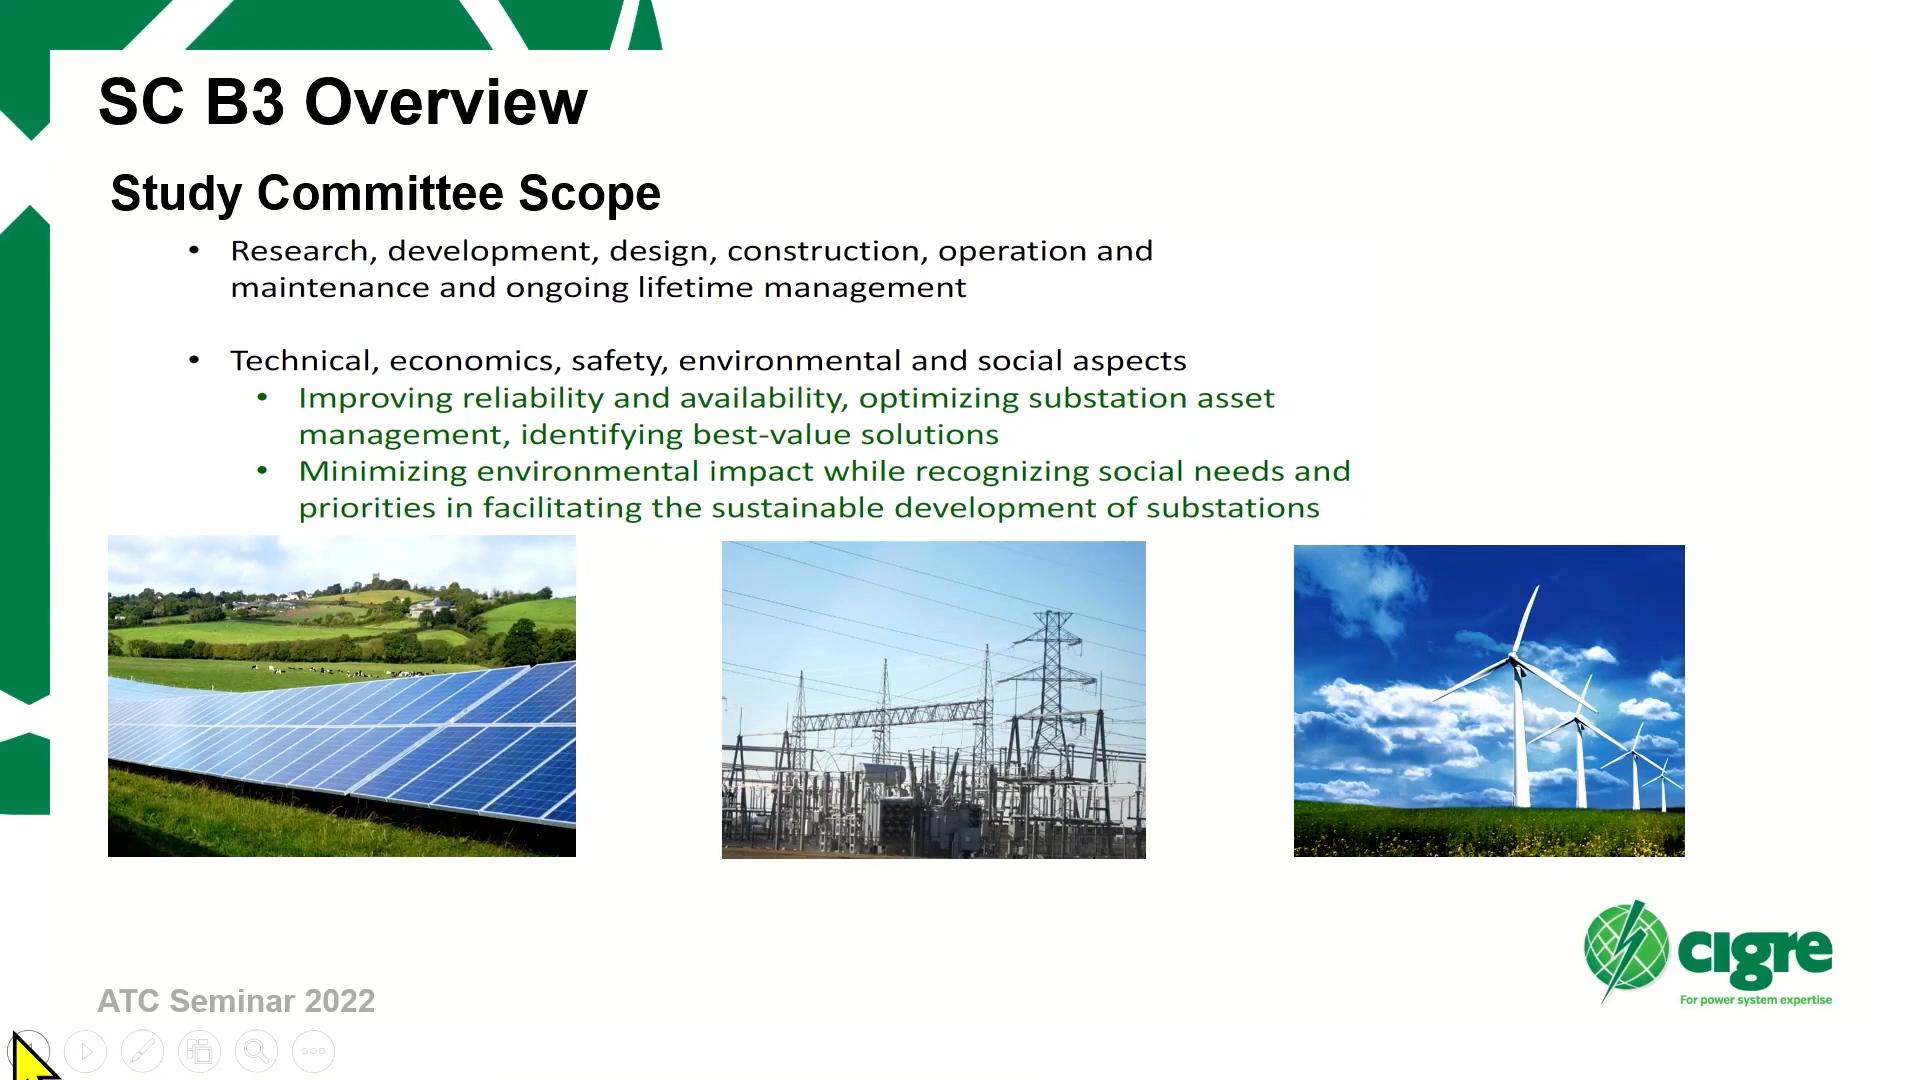 SC B3 Overview
Study Committee Scope
• Research, development, design, construction, operation and
maintenance and ongoing lifetime management
• Technical, economics, safety, environmental and social aspects
• Improving reliability and availability, optimizing substation asset
management, identifying best-value solutions
• Minimizing environmental impact while recognizing social needs and
priorities in facilitating the sustainable development of substations
cigre
For power system expertise
ATC Seminar 2022